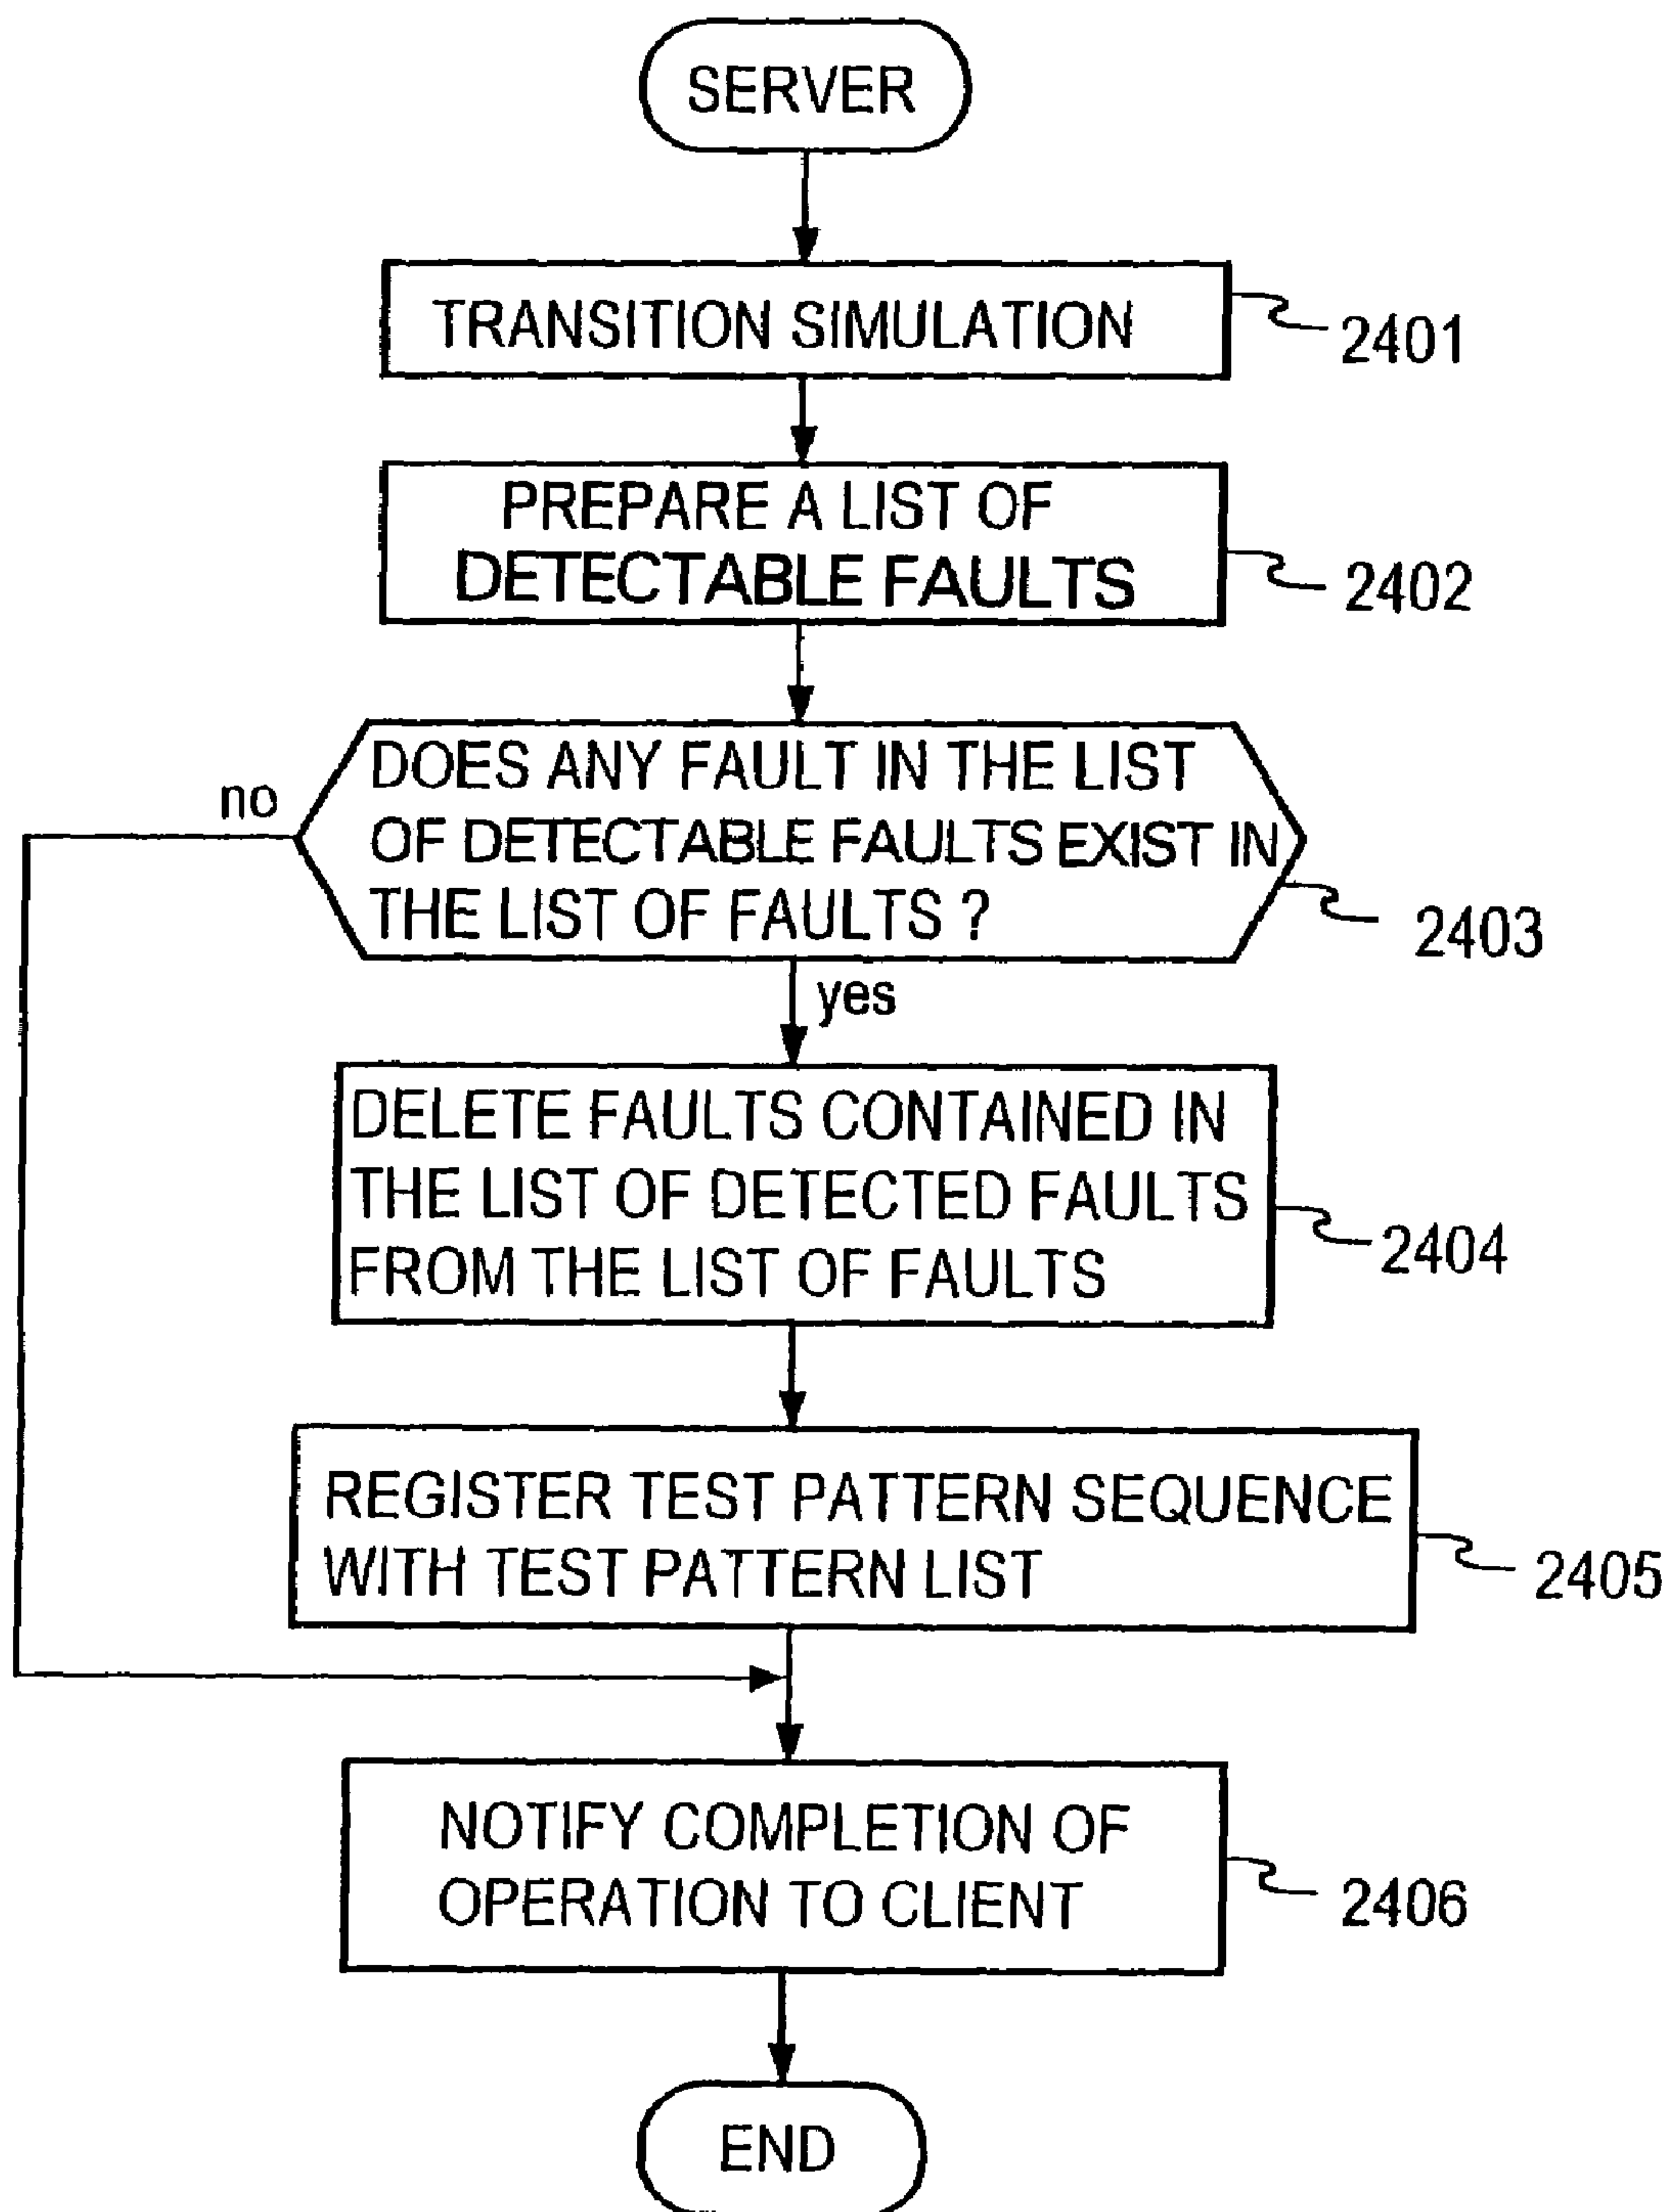 SERVER
TRANSITION SIMULATION
2401
PREPARE A LIST OF
DETECTABLE FAULTS
2402
DOES ANY FAULT IN THE LIST
OF DETECTABLE FAULTS EXIST IN
THE LIST OF FAULTS ?
no
2403
yes
DELETE FAULTS CONTAINED IN
THE LIST OF DETECTED FAULTS
FROM THE LIST OF FAULTS
2404
REGISTER TEST PATTERN SEQUENCE
WITH TEST PATTERN LIST
2405
NOTIFY COMPLETION OF
OPERATION TO CLIENT
2406
END